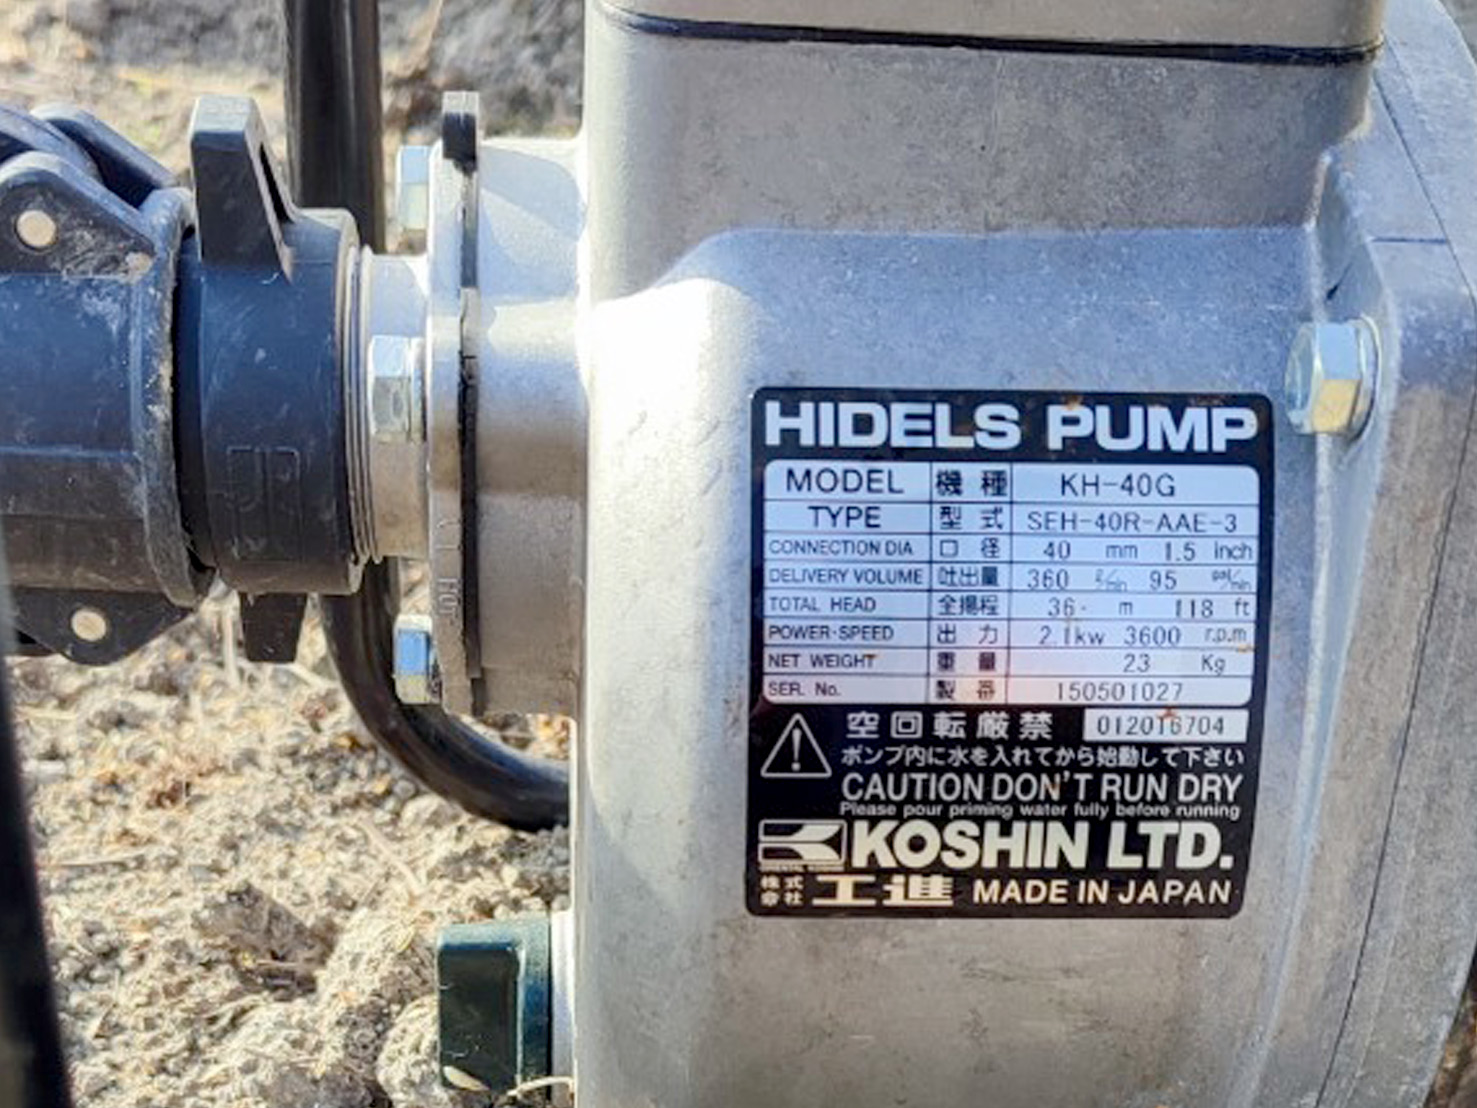 HIDELS PUMP
MODEL 機種 KH-40G
TYPE 型式 SEH-40R-AAE-3
CONNECTION DIA 口径 40 mm 1.5 inch
DELIVERY VOLUME 吐出量 360 ℓ/min 95 gal/min
TOTAL HEAD 全揚程 36 m 118 ft
POWER·SPEED 出力 2.1kw 3600 r.p.m
NET WEIGHT 重量 23 Kg
SER. No. 製番 150501027
空回転厳禁 012016704
ポンプ内に水を入れてから始動して下さい
CAUTION DON'T RUN DRY
Please pour priming water fully before running
KOSHIN LTD.
株式会社 工進 MADE IN JAPAN